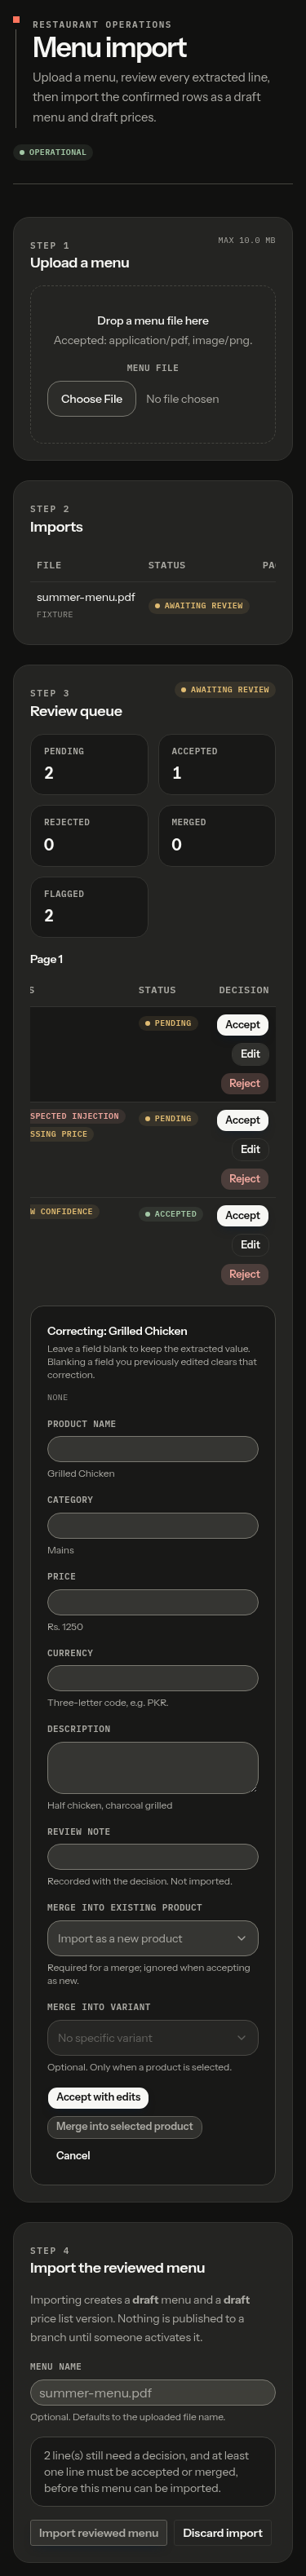 RESTAURANT OPERATIONS
Menu import
Upload a menu, review every extracted line,
then import the confirmed rows as a draft
menu and draft prices.
OPERATIONAL
STEP 1
MAX 10.0 MB
Upload a menu
Drop a menu file here
Accepted: application/pdf, image/png.
MENU FILE
Choose File No file chosen
STEP 2
Imports
FILE STATUS
summer-menu.pdf
AWAITING REVIEW
FIXTURE
STEP 3
AWAITING REVIEW
Review queue
PENDING ACCEPTED
2 1
REJECTED MERGED
0 0
FLAGGED
2
Page 1
S STATUS DECISION
PENDING Accept
Edit
Reject
SPECTED INJECTION PENDING Accept
SSING PRICE
Edit
Reject
W CONFIDENCE ACCEPTED Accept
Edit
Reject
Correcting: Grilled Chicken
Leave a field blank to keep the extracted value.
Blanking a field you previously edited clears that
correction.
NONE
PRODUCT NAME
Grilled Chicken
CATEGORY
Mains
PRICE
Rs. 1250
CURRENCY
Three-letter code, e.g. PKR.
DESCRIPTION
Half chicken, charcoal grilled
REVIEW NOTE
Recorded with the decision. Not imported.
MERGE INTO EXISTING PRODUCT
Import as a new product
Required for a merge; ignored when accepting
as new.
MERGE INTO VARIANT
No specific variant
Optional. Only when a product is selected.
Accept with edits
Merge into selected product
Cancel
STEP 4
Import the reviewed menu
Importing creates a draft menu and a draft
price list version. Nothing is published to a
branch until someone activates it.
MENU NAME
summer-menu.pdf
Optional. Defaults to the uploaded file name.
2 line(s) still need a decision, and at least
one line must be accepted or merged,
before this menu can be imported.
Import reviewed menu Discard import